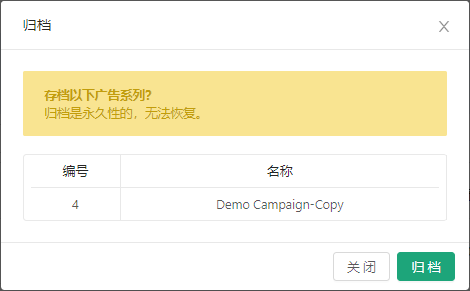 归档
存档以下广告系列?
归档是永久性的，无法恢复。
编号 名称
4 Demo Campaign-Copy
关 闭 归 档